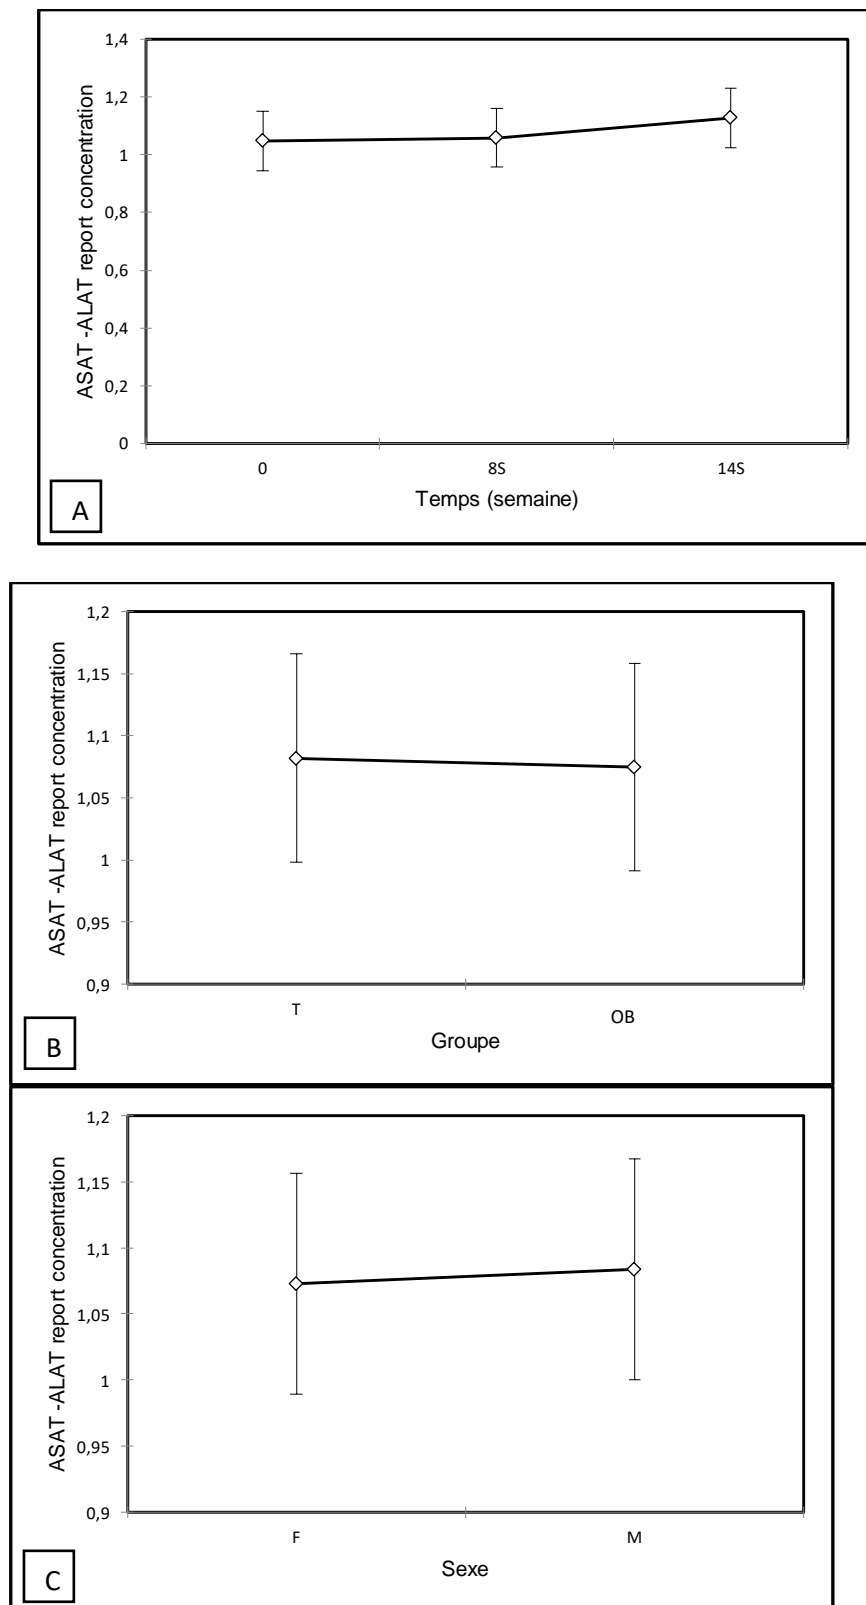 1,4
1,2
1
0,8
0,6
0,4
0,2
0
ASAT -ALAT report concentration
0 8S 14S
Temps (semaine)
A
1,2
1,15
1,1
1,05
1
0,95
0,9
ASAT -ALAT report concentration
T OB
Groupe
B
1,2
1,15
1,1
1,05
1
0,95
0,9
ASAT -ALAT report concentration
F M
Sexe
C